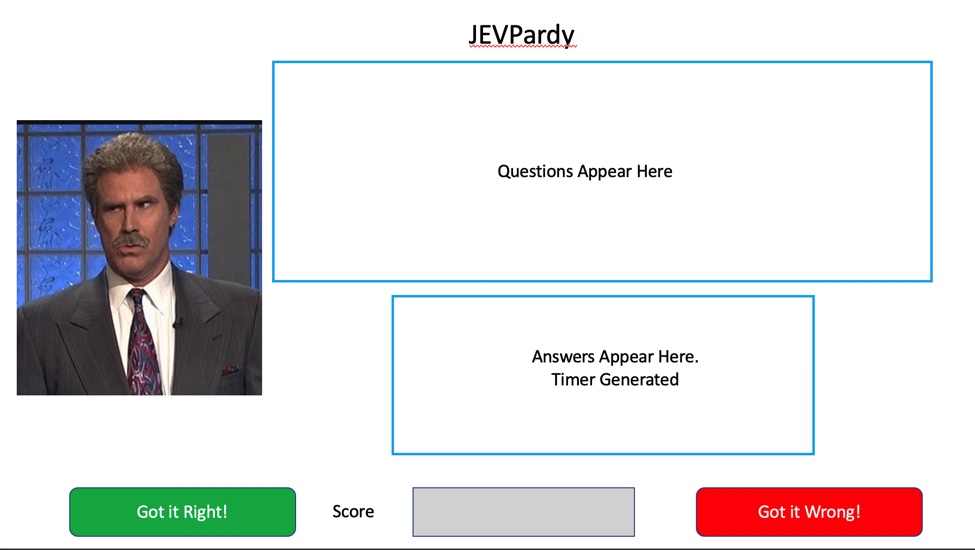 JEVPardy
Questions Appear Here
Answers Appear Here.
Timer Generated
Got it Right!
Score
Got it Wrong!